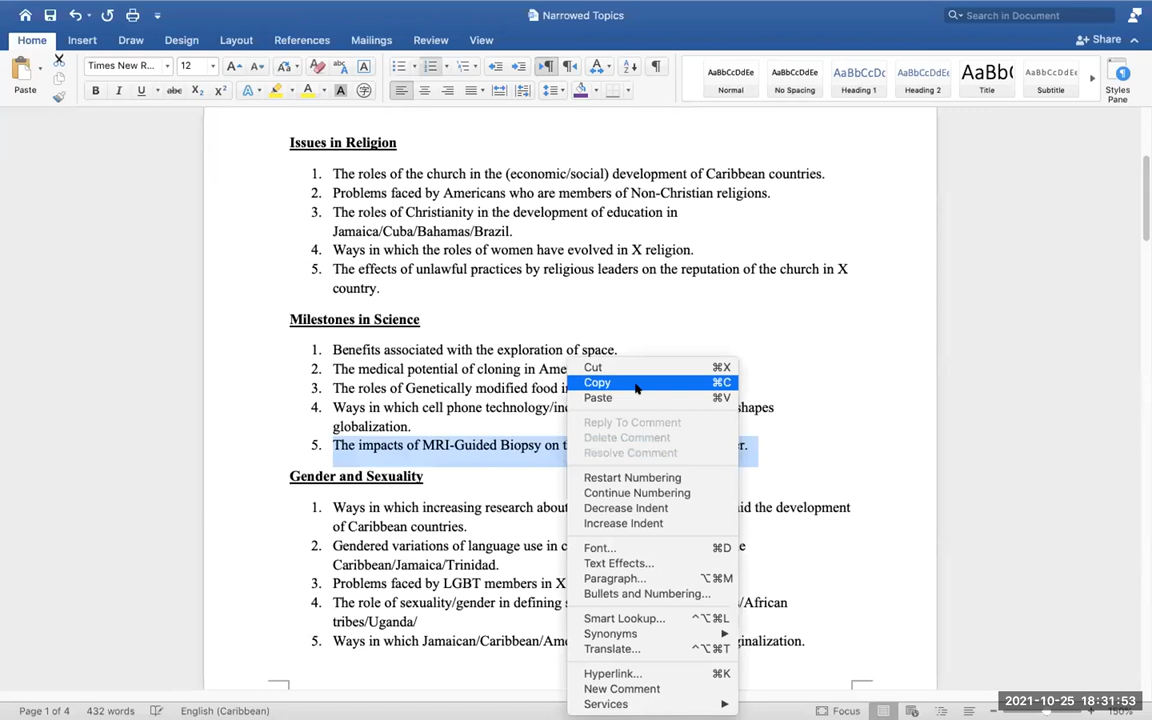 Narrowed Topics
Search in Document
Home Insert Draw Design Layout References Mailings Review View
Share
Paste
Times New R... 12
AaBbCcDdEe AaBbCcDdEe AaBbCcDc AaBbCcDdEe AaBb( AaBbCcDdEe
Normal No Spacing Heading 1 Heading 2 Title Subtitle
Styles
Pane
Issues in Religion
1. The roles of the church in the (economic/social) development of Caribbean countries.
2. Problems faced by Americans who are members of Non-Christian religions.
3. The roles of Christianity in the development of education in
Jamaica/Cuba/Bahamas/Brazil.
4. Ways in which the roles of women have evolved in X religion.
5. The effects of unlawful practices by religious leaders on the reputation of the church in X
country.
Milestones in Science
1. Benefits associated with the exploration of space.
2. The medical potential of cloning in Ame
3. The roles of Genetically modified food i
4. Ways in which cell phone technology/in shapes
globalization.
5. The impacts of MRI-Guided Biopsy on t r.
Gender and Sexuality
1. Ways in which increasing research about id the development
of Caribbean countries.
2. Gendered variations of language use in c e
Caribbean/Jamaica/Trinidad.
3. Problems faced by LGBT members in X
4. The role of sexuality/gender in defining s /African
tribes/Uganda/
5. Ways in which Jamaican/Caribbean/Ame ginalization.
Cut ⌘X
Copy ⌘C
Paste ⌘V
Reply To Comment
Delete Comment
Resolve Comment
Restart Numbering
Continue Numbering
Decrease Indent
Increase Indent
Font... ⌘D
Text Effects...
Paragraph... ⌥⌘M
Bullets and Numbering...
Smart Lookup... ^⌥⌘L
Synonyms
Translate... ^⌥⌘T
Hyperlink... ⌘K
New Comment
Services
Page 1 of 4 432 words English (Caribbean) Focus 150%
2021-10-25 18:31:53